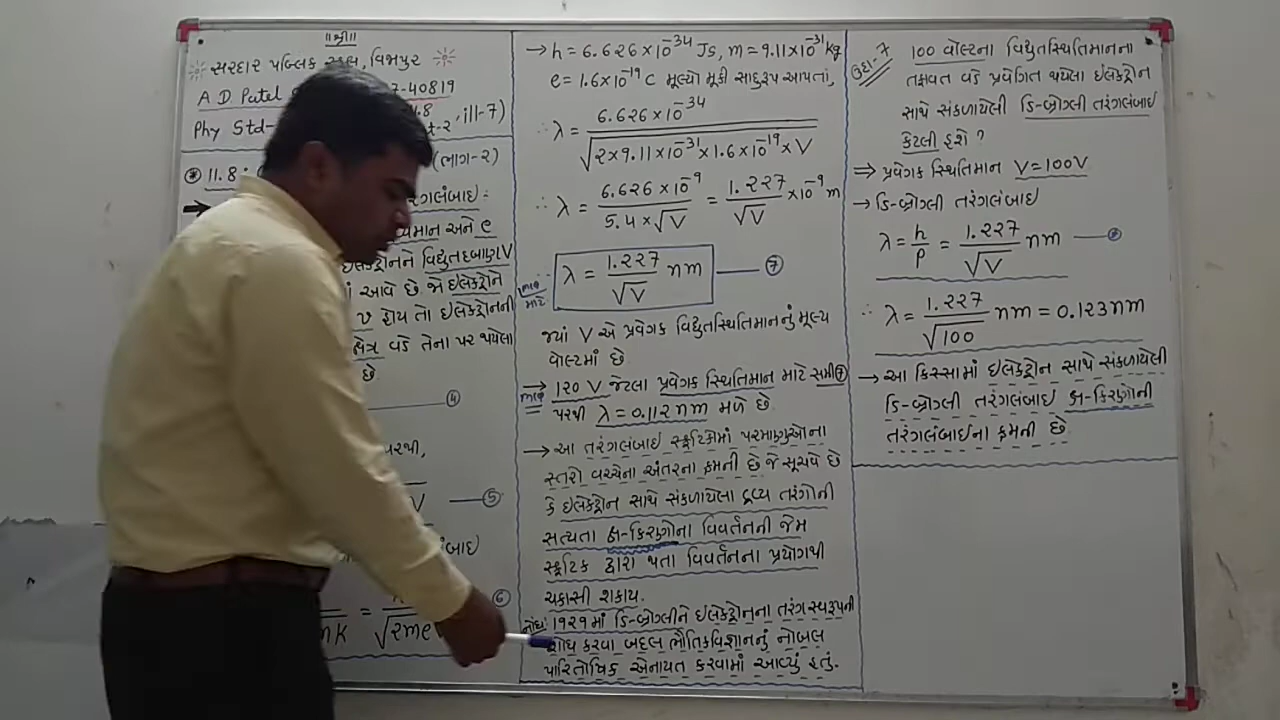 ॥શ્રી॥
સરદાર પબ્લિક સ્કૂલ, વિજાપુર
A D Patel 7-40819
Phy Std- 1.8 t-2, ill-7)
(ભાગ-૨)
11.8:
તરંગલંબાઈ:
અને e
ઇલેક્ટ્રોનને વિદ્યુતદબાણ V
આવે છે જો ઇલેક્ટ્રોને
હોય તો ઇલેક્ટ્રોનની
ક્ષેત્ર વડે તેના પર થયેલા
છે.
④
પરથી,
⑤
⑥
= √2me
→ h = 6.626×10⁻³⁴ Js, m = 9.11×10⁻³¹ kg
e = 1.6×10⁻¹⁹ C મૂલ્યો મૂકી સાદુરૂપ આપતાં,
∴ λ = 6.626×10⁻³⁴ / √2×9.11×10⁻³¹×1.6×10⁻¹⁹×V
∴ λ = 6.626×10⁻⁹ / 5.4×√V = 1.227/√V ×10⁻⁹ m
∴ λ = 1.227/√V nm — ⑦
માટે
જ્યાં V એ પ્રવેગક વિદ્યુતસ્થિતિમાનનું મૂલ્ય
વોલ્ટમાં છે
→ 120 V જેટલા પ્રવેગક સ્થિતિમાન માટે સમી ⑦
પરથી λ = 0.112 nm મળે છે.
→ આ તરંગલંબાઈ સ્ફટિકોમાં પરમાણુઓના
સ્તરો વચ્ચેના અંતરના ક્રમની છે જે સૂચવે છે
કે ઇલેક્ટ્રોન સાથે સંકળાયેલા દ્રવ્ય તરંગોની
સત્યતા ક્ષ-કિરણોના વિવર્તનની જેમ
સ્ફટિક દ્વારા થતા વિવર્તનના પ્રયોગથી
ચકાસી શકાય.
નોંધ: 1929 માં ડિ-બ્રોગ્લીને ઇલેક્ટ્રોનના તરંગ સ્વરૂપની
શોધ કરવા બદલ ભૌતિકવિજ્ઞાનનું નોબલ
પારિતોષિક એનાયત કરવામાં આવ્યું હતું.
ઉદા-7 100 વોલ્ટના વિદ્યુતસ્થિતિમાનના
તફાવત વડે પ્રવેગિત થયેલા ઇલેક્ટ્રોન
સાથે સંકળાયેલી ડિ-બ્રોગ્લી તરંગલંબાઈ
કેટલી હશે?
⇒ પ્રવેગક સ્થિતિમાન V = 100V
→ ડિ-બ્રોગ્લી તરંગલંબાઈ
λ = h/p = 1.227/√V nm
∴ λ = 1.227/√100 nm = 0.123 nm
→ આ કિસ્સામાં ઇલેક્ટ્રોન સાથે સંકળાયેલી
ડિ-બ્રોગ્લી તરંગલંબાઈ ક્ષ-કિરણોની
તરંગલંબાઈના ક્રમની છે.